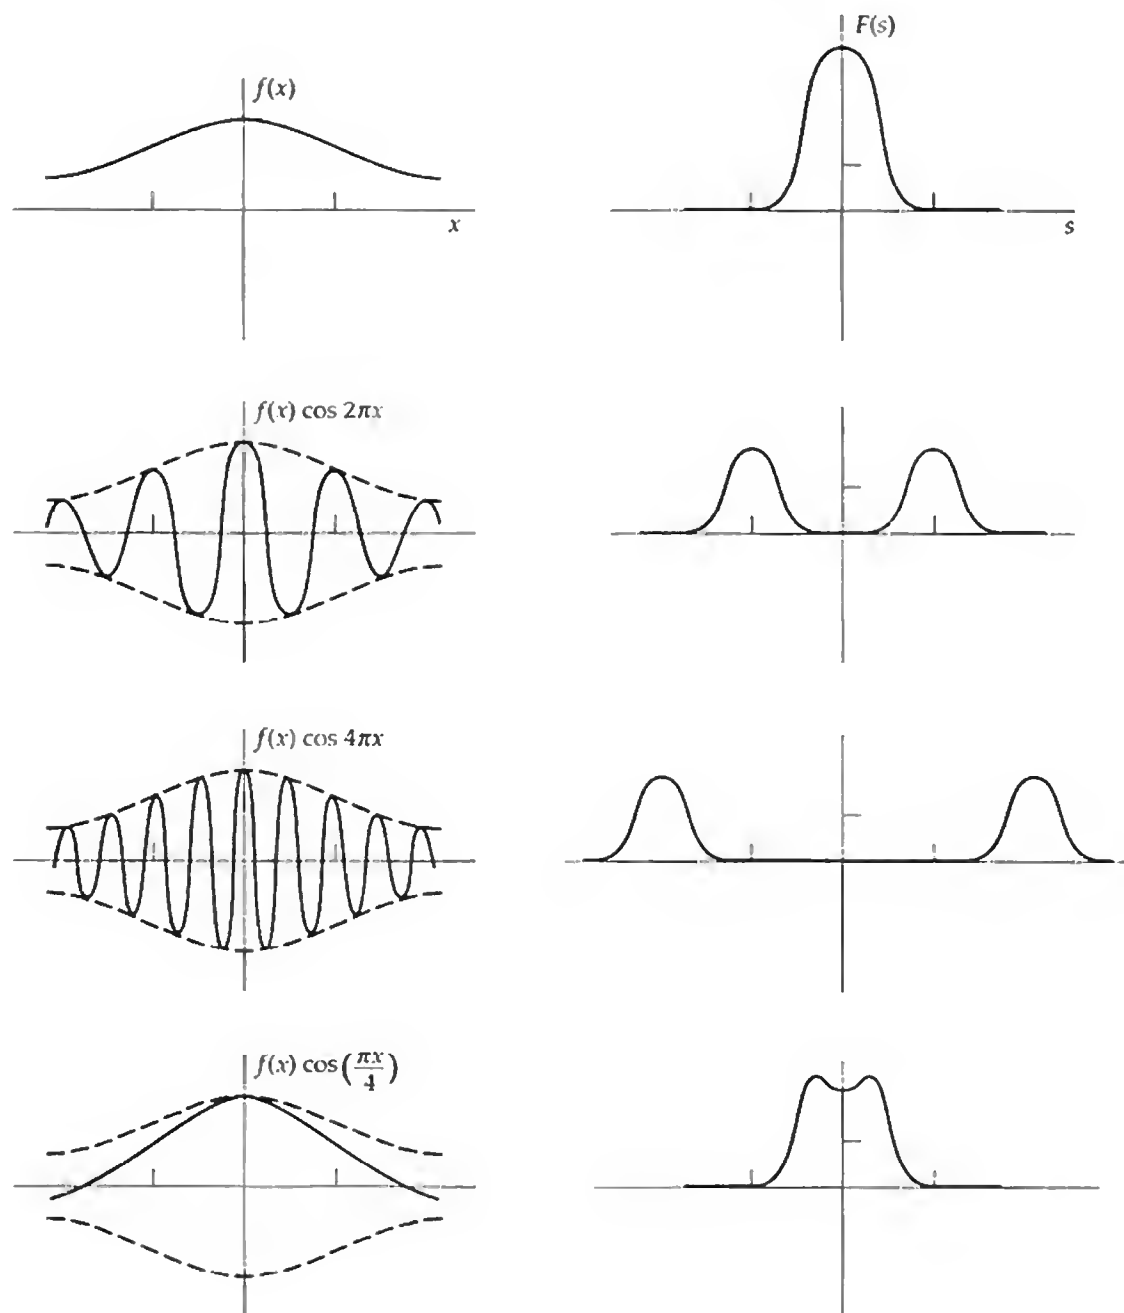 f(x)
F(s)
x
s
f(x) cos 2πx
f(x) cos 4πx
f(x) cos (πx/4)